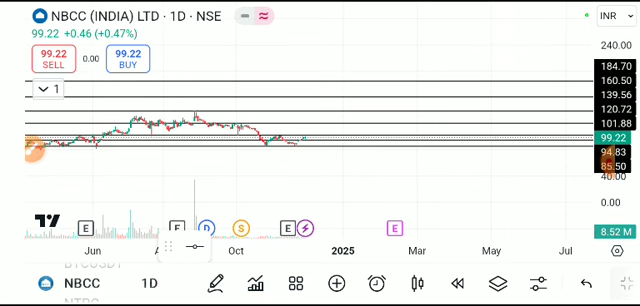 NBCC (INDIA) LTD · 1D · NSE
INR
99.22 +0.46 (+0.47%)
99.22 SELL
0.00
99.22 BUY
1
240.00
184.70
160.50
139.56
120.72
101.88
99.22
94.83
85.50
40.00
0.00
8.52 M
E
E
D
S
E
E
Jun
Oct
2025
Mar
May
Jul
BTCUSDT
NBCC
1D
NTPC